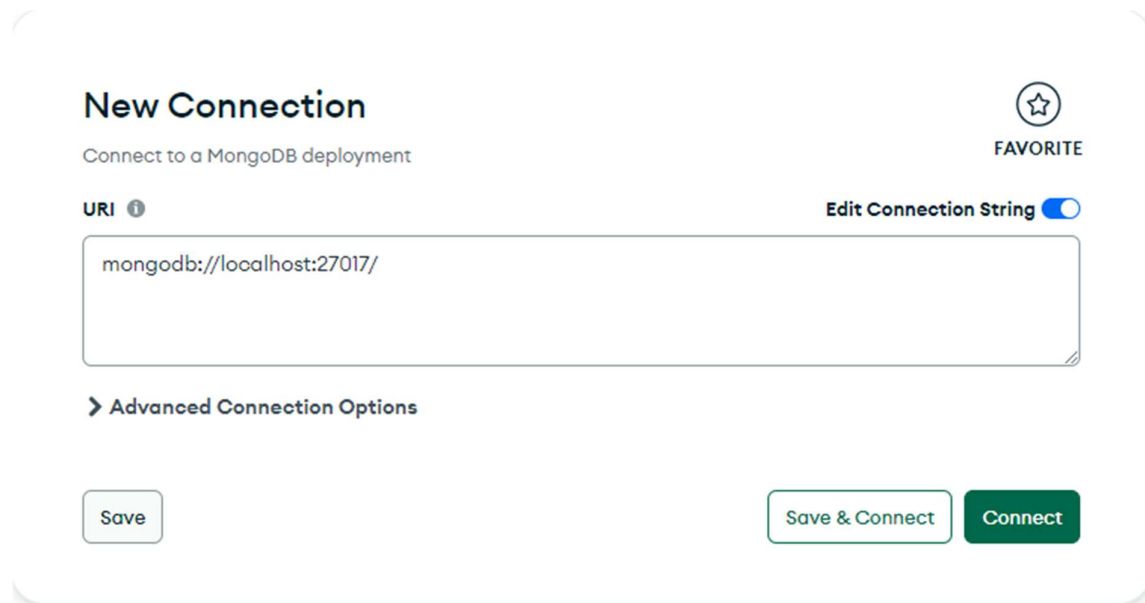 New Connection
FAVORITE
Connect to a MongoDB deployment
URI
Edit Connection String
mongodb://localhost:27017/
Advanced Connection Options
Save
Save & Connect
Connect